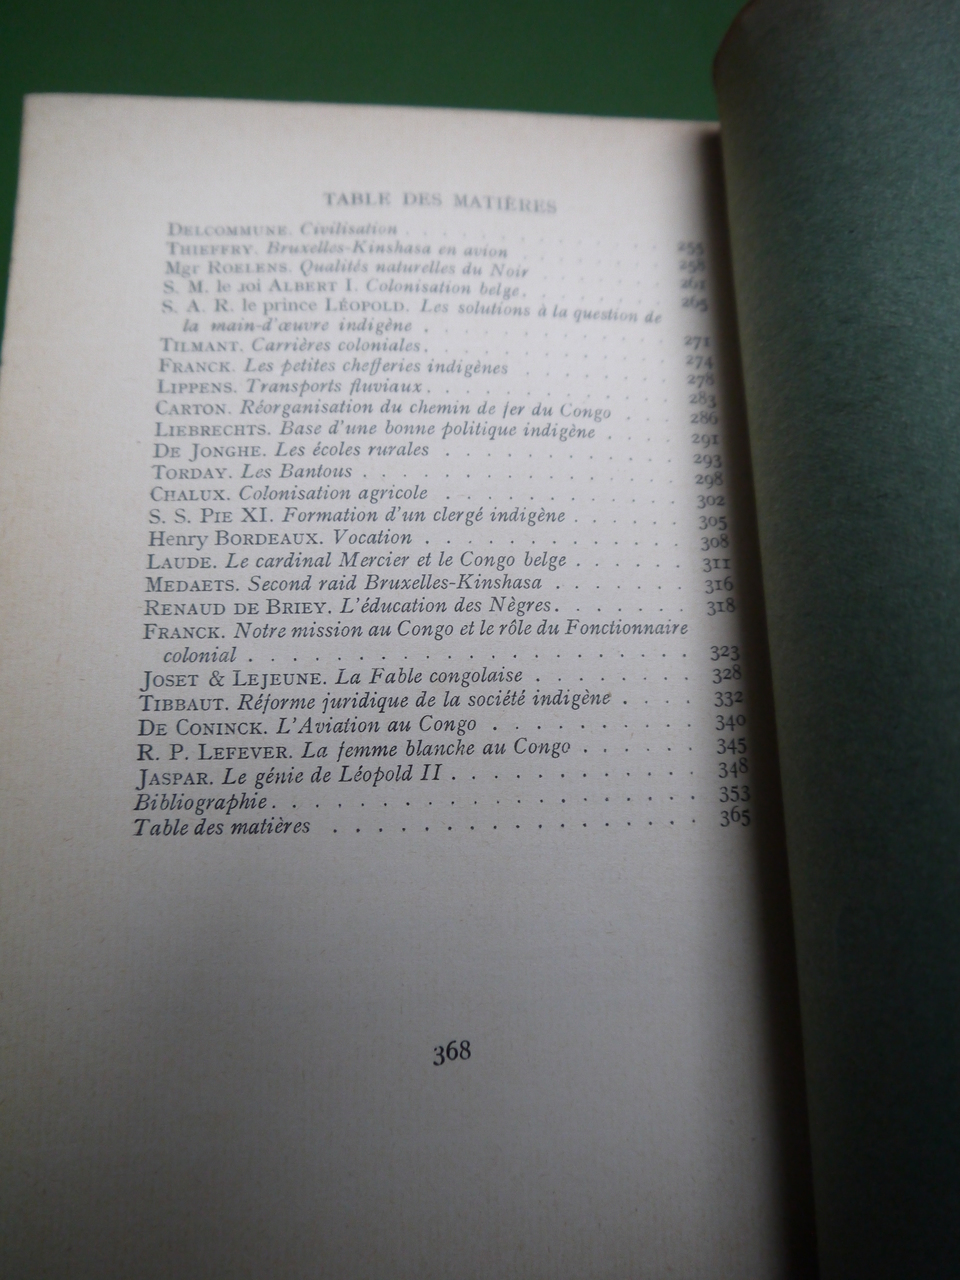 TABLE DES MATIÈRES
DELCOMMUNE. Civilisation . . . . . . . . . . 255
THIEFFRY. Bruxelles-Kinshasa en avion . . . . . . 258
Mgr ROELENS. Qualités naturelles du Noir . . . . . 261
S. M. le roi ALBERT I. Colonisation belge. . . . . . 265
S. A. R. le prince LÉOPOLD. Les solutions à la question de
la main-d'œuvre indigène . . . . . . . . . 271
TILMANT. Carrières coloniales. . . . . . . . . 274
FRANCK. Les petites chefferies indigènes . . . . . . 278
LIPPENS. Transports fluviaux. . . . . . . . . 283
CARTON. Réorganisation du chemin de fer du Congo . . . 286
LIEBRECHTS. Base d'une bonne politique indigène . . . . 291
DE JONGHE. Les écoles rurales . . . . . . . . . 293
TORDAY. Les Bantous . . . . . . . . . . . 298
CHALUX. Colonisation agricole . . . . . . . . . 302
S. S. PIE XI. Formation d'un clergé indigène . . . . . 305
Henry BORDEAUX. Vocation . . . . . . . . . . 308
LAUDE. Le cardinal Mercier et le Congo belge . . . . . 311
MEDAETS. Second raid Bruxelles-Kinshasa . . . . . . 316
RENAUD DE BRIEY. L'éducation des Nègres. . . . . . 318
FRANCK. Notre mission au Congo et le rôle du Fonctionnaire
colonial . . . . . . . . . . . . . . . . 323
JOSET & LEJEUNE. La Fable congolaise . . . . . . . 328
TIBBAUT. Réforme juridique de la société indigène . . . . 332
DE CONINCK. L'Aviation au Congo . . . . . . . . 340
R. P. LEFEVER. La femme blanche au Congo . . . . . . 345
JASPAR. Le génie de Léopold II . . . . . . . . . 348
Bibliographie. . . . . . . . . . . . . . . 353
Table des matières . . . . . . . . . . . . . 365
368